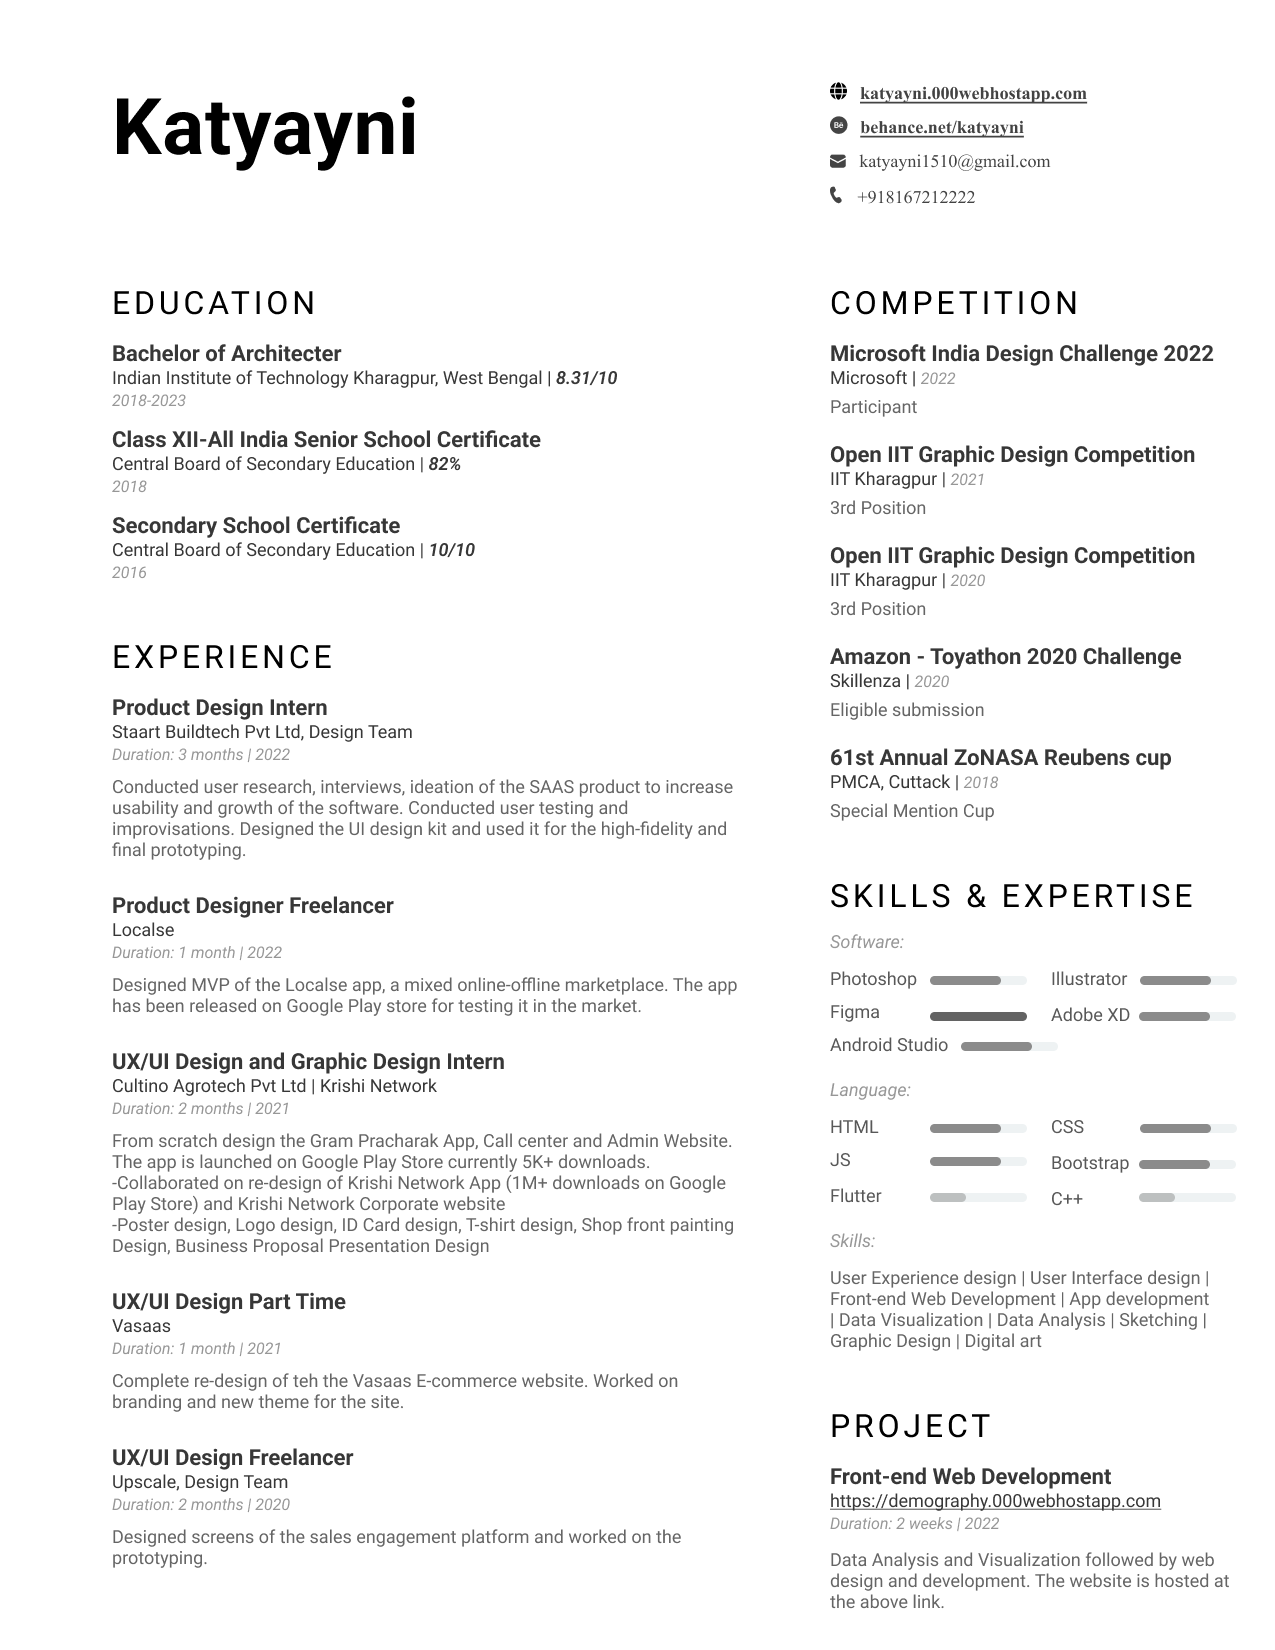 Katyayni
katyayni.000webhostapp.com
Bē behance.net/katyayni
katyayni1510@gmail.com
+918167212222
EDUCATION
Bachelor of Architecter
Indian Institute of Technology Kharagpur, West Bengal | 8.31/10
2018-2023
Class XII-All India Senior School Certificate
Central Board of Secondary Education | 82%
2018
Secondary School Certificate
Central Board of Secondary Education | 10/10
2016
EXPERIENCE
Product Design Intern
Staart Buildtech Pvt Ltd, Design Team
Duration: 3 months | 2022
Conducted user research, interviews, ideation of the SAAS product to increase
usability and growth of the software. Conducted user testing and
improvisations. Designed the UI design kit and used it for the high-fidelity and
final prototyping.
Product Designer Freelancer
Localse
Duration: 1 month | 2022
Designed MVP of the Localse app, a mixed online-offline marketplace. The app
has been released on Google Play store for testing it in the market.
UX/UI Design and Graphic Design Intern
Cultino Agrotech Pvt Ltd | Krishi Network
Duration: 2 months | 2021
From scratch design the Gram Pracharak App, Call center and Admin Website.
The app is launched on Google Play Store currently 5K+ downloads.
-Collaborated on re-design of Krishi Network App (1M+ downloads on Google
Play Store) and Krishi Network Corporate website
-Poster design, Logo design, ID Card design, T-shirt design, Shop front painting
Design, Business Proposal Presentation Design
UX/UI Design Part Time
Vasaas
Duration: 1 month | 2021
Complete re-design of teh the Vasaas E-commerce website. Worked on
branding and new theme for the site.
UX/UI Design Freelancer
Upscale, Design Team
Duration: 2 months | 2020
Designed screens of the sales engagement platform and worked on the
prototyping.
COMPETITION
Microsoft India Design Challenge 2022
Microsoft | 2022
Participant
Open IIT Graphic Design Competition
IIT Kharagpur | 2021
3rd Position
Open IIT Graphic Design Competition
IIT Kharagpur | 2020
3rd Position
Amazon - Toyathon 2020 Challenge
Skillenza | 2020
Eligible submission
61st Annual ZoNASA Reubens cup
PMCA, Cuttack | 2018
Special Mention Cup
SKILLS & EXPERTISE
Software:
Photoshop Illustrator
Figma Adobe XD
Android Studio
Language:
HTML CSS
JS Bootstrap
Flutter C++
Skills:
User Experience design | User Interface design |
Front-end Web Development | App development
| Data Visualization | Data Analysis | Sketching |
Graphic Design | Digital art
PROJECT
Front-end Web Development
https://demography.000webhostapp.com
Duration: 2 weeks | 2022
Data Analysis and Visualization followed by web
design and development. The website is hosted at
the above link.